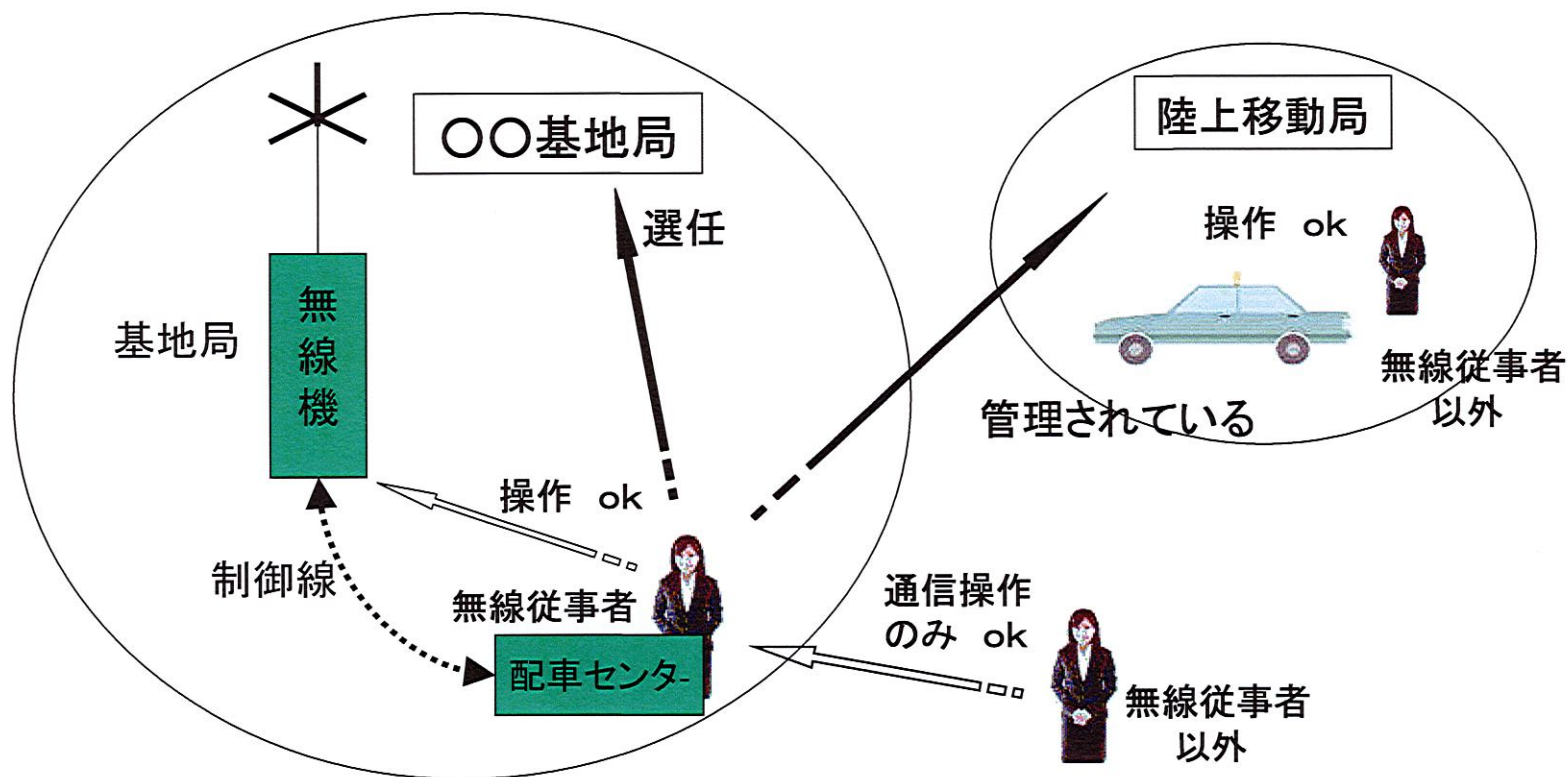 〇〇基地局
選任
無線機
基地局
操作 ok
制御線
無線従事者
配車センター
陸上移動局
操作 ok
無線従事者
以外
管理されている
通信操作
のみ ok
無線従事者
以外